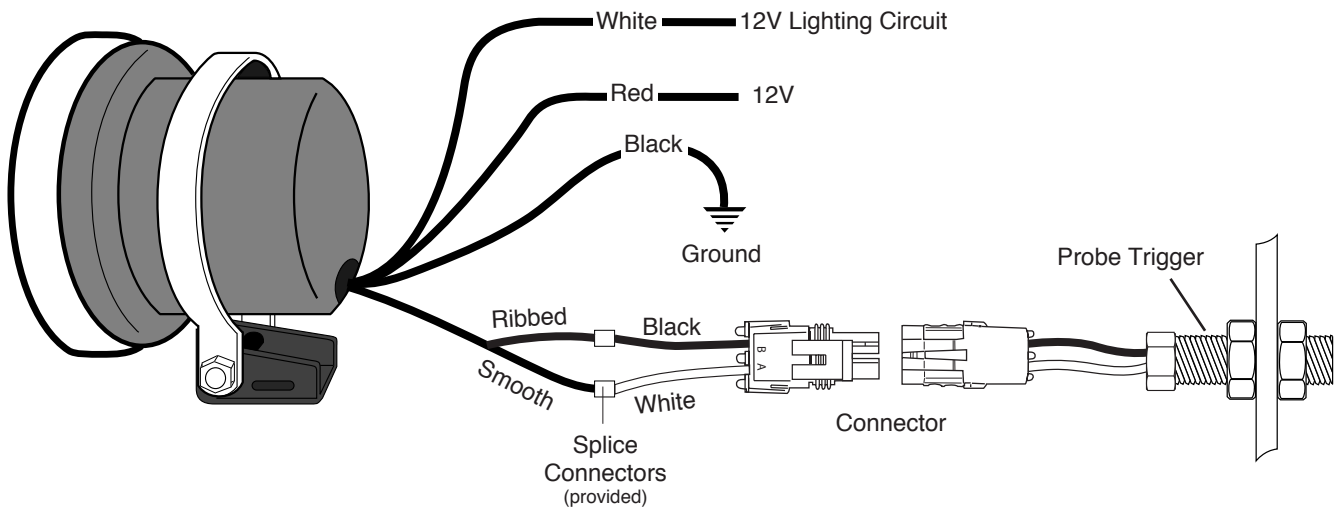 White
12V Lighting Circuit
Red
12V
Black
Ground
Probe Trigger
Ribbed
Black
Smooth
White
B
A
Connector
Splice
Connectors
(provided)